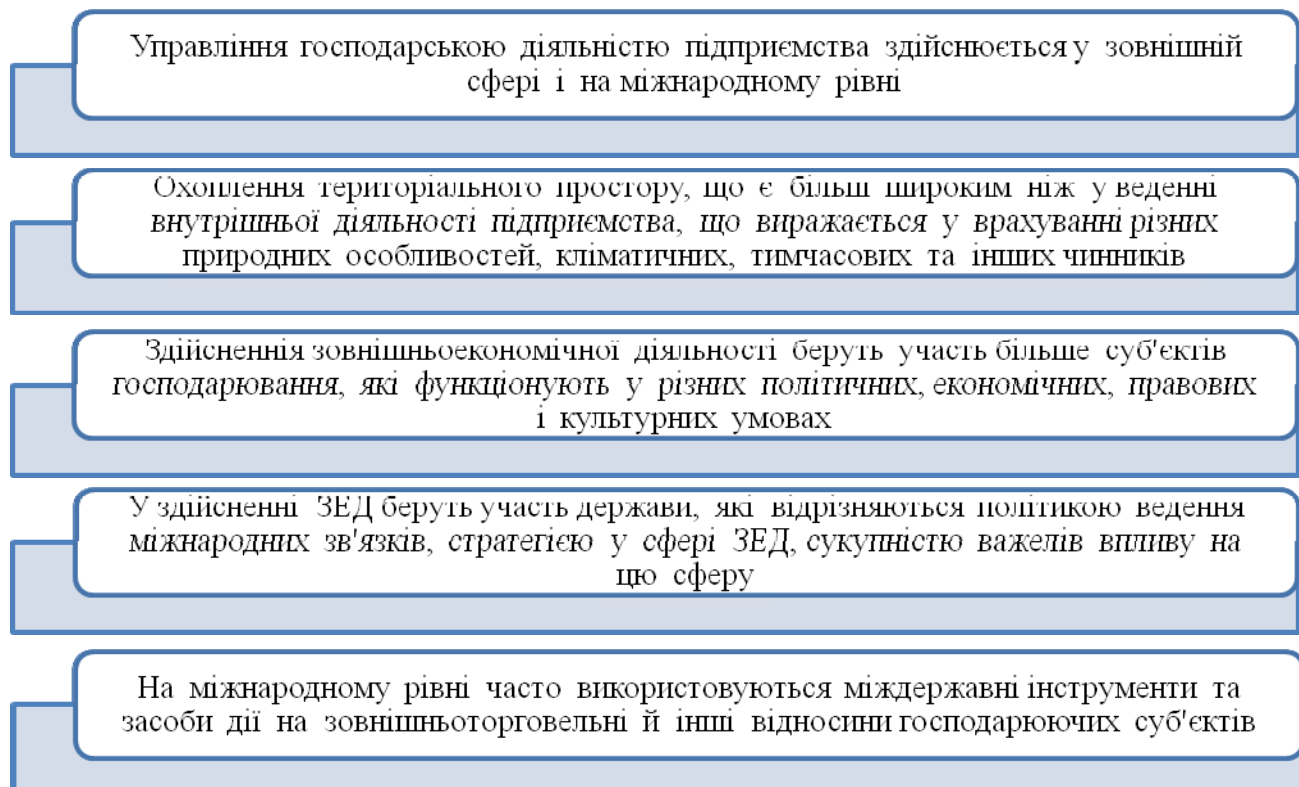 Управління господарською діяльністю підприємства здійснюється у зовнішній
сфері і на міжнародному рівні
Охоплення територіального простору, що є більш широким ніж у веденні
внутрішньої діяльності підприємства, що виражається у врахуванні різних
природних особливостей, кліматичних, тимчасових та інших чинників
Здійсненнія зовнішньоекономічної діяльності беруть участь більше суб'єктів
господарювання, які функціонують у різних політичних, економічних, правових
і культурних умовах
У здійсненні ЗЕД беруть участь держави, які відрізняються політикою ведення
міжнародних зв'язків, стратегією у сфері ЗЕД, сукупністю важелів впливу на
цю сферу
На міжнародному рівні часто використовуються міждержавні інструменти та
засоби дії на зовнішньоторговельні й інші відносини господарюючих суб'єктів